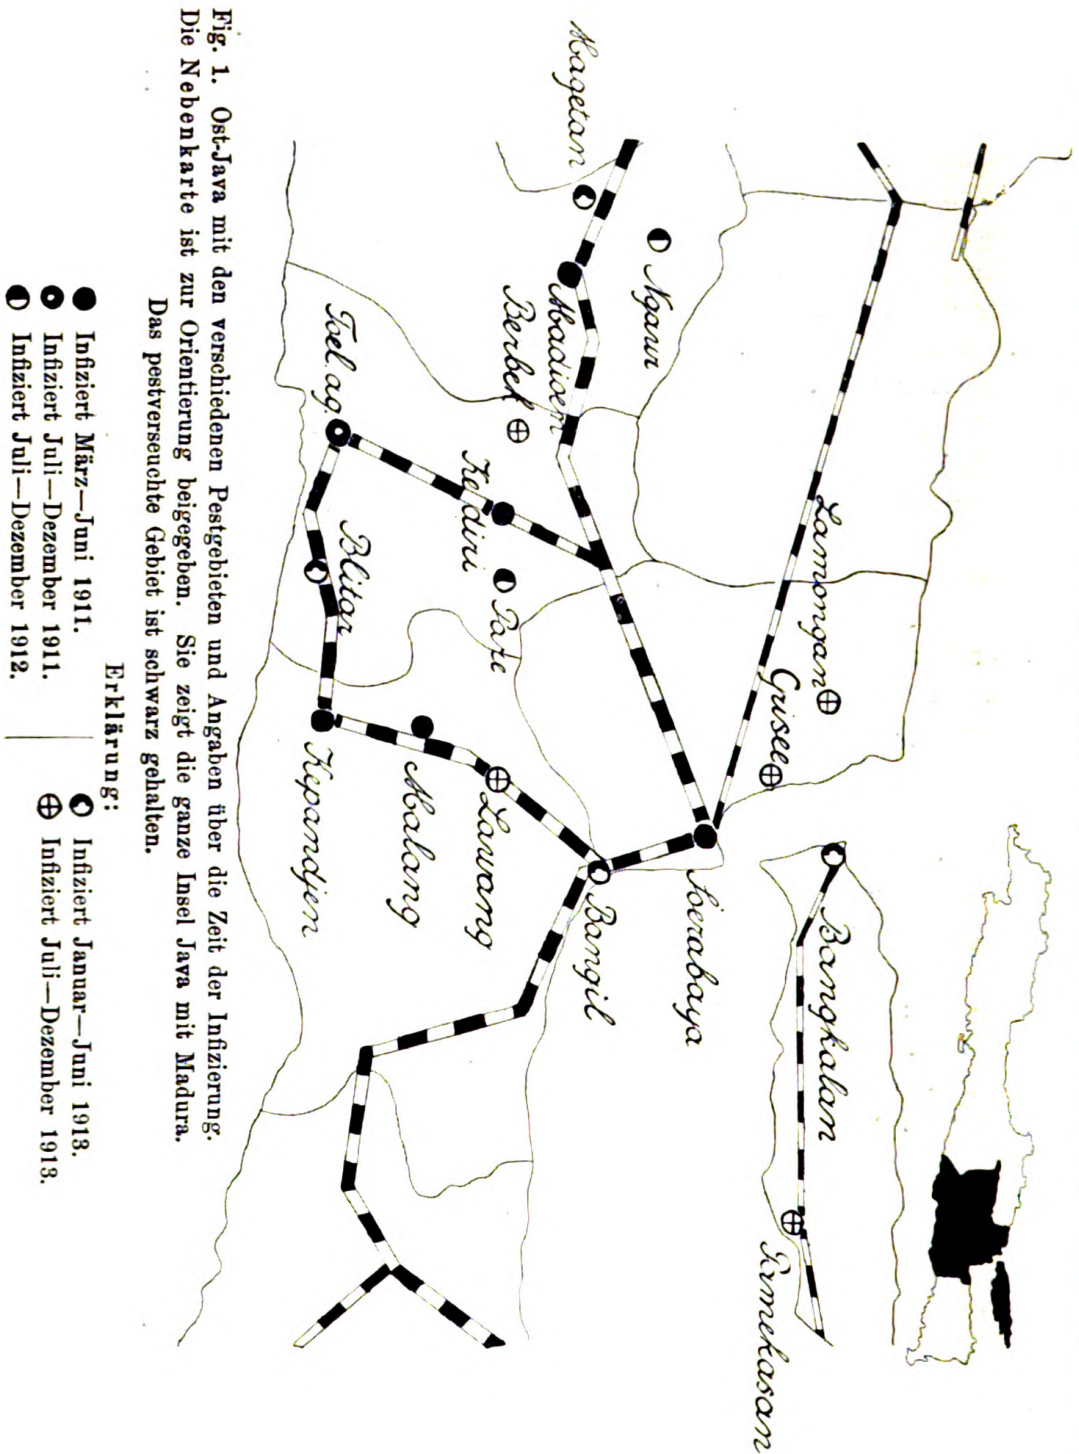 Lamongan
Grisee
Bangkalan
Pamekasan
Ngawi
Magetan
Madioen
Berbek
Soerabaya
Kediri
Pare
Bangil
Toel.ag.
Blitar
Lawang
Malang
Kepandjen
Fig. 1. Ost-Java mit den verschiedenen Pestgebieten und Angaben über die Zeit der Infizierung.
Die Nebenkarte ist zur Orientierung beigegeben. Sie zeigt die ganze Insel Java mit Madura.
Das pestverseuchte Gebiet ist schwarz gehalten.
Erklärung:
Infiziert März—Juni 1911.
Infiziert Juli—Dezember 1911.
Infiziert Juli—Dezember 1912.
Infiziert Januar—Juni 1913.
Infiziert Juli—Dezember 1913.